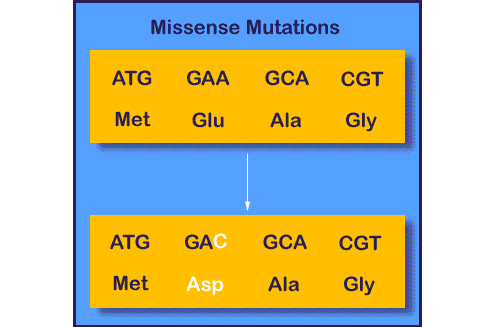 Missense Mutations
ATG GAA GCA CGT
Met Glu Ala Gly
ATG GAC GCA CGT
Met Asp Ala Gly